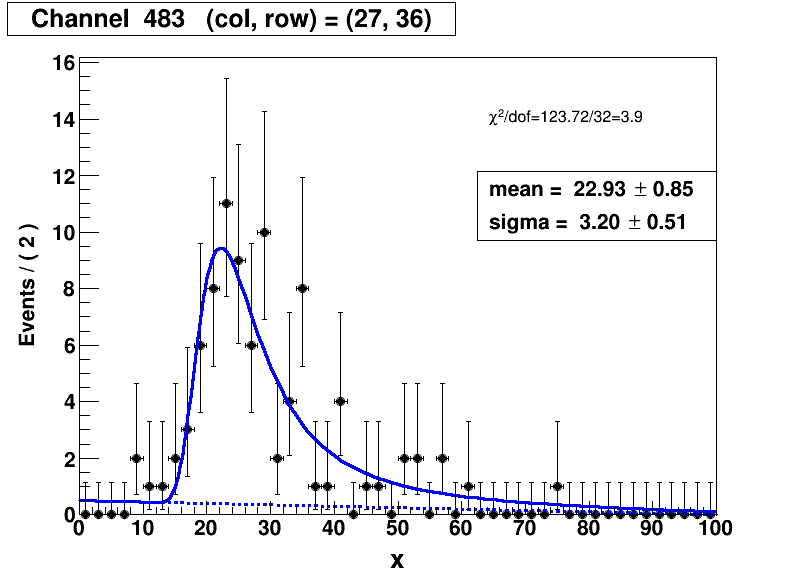 Channel 483 (col, row) = (27, 36)
χ²/dof=123.72/32=3.9
mean = 22.93 ± 0.85
sigma = 3.20 ± 0.51
Events / ( 2 )
16
14
12
10
8
6
4
2
0
0 10 20 30 40 50 60 70 80 90 100
x